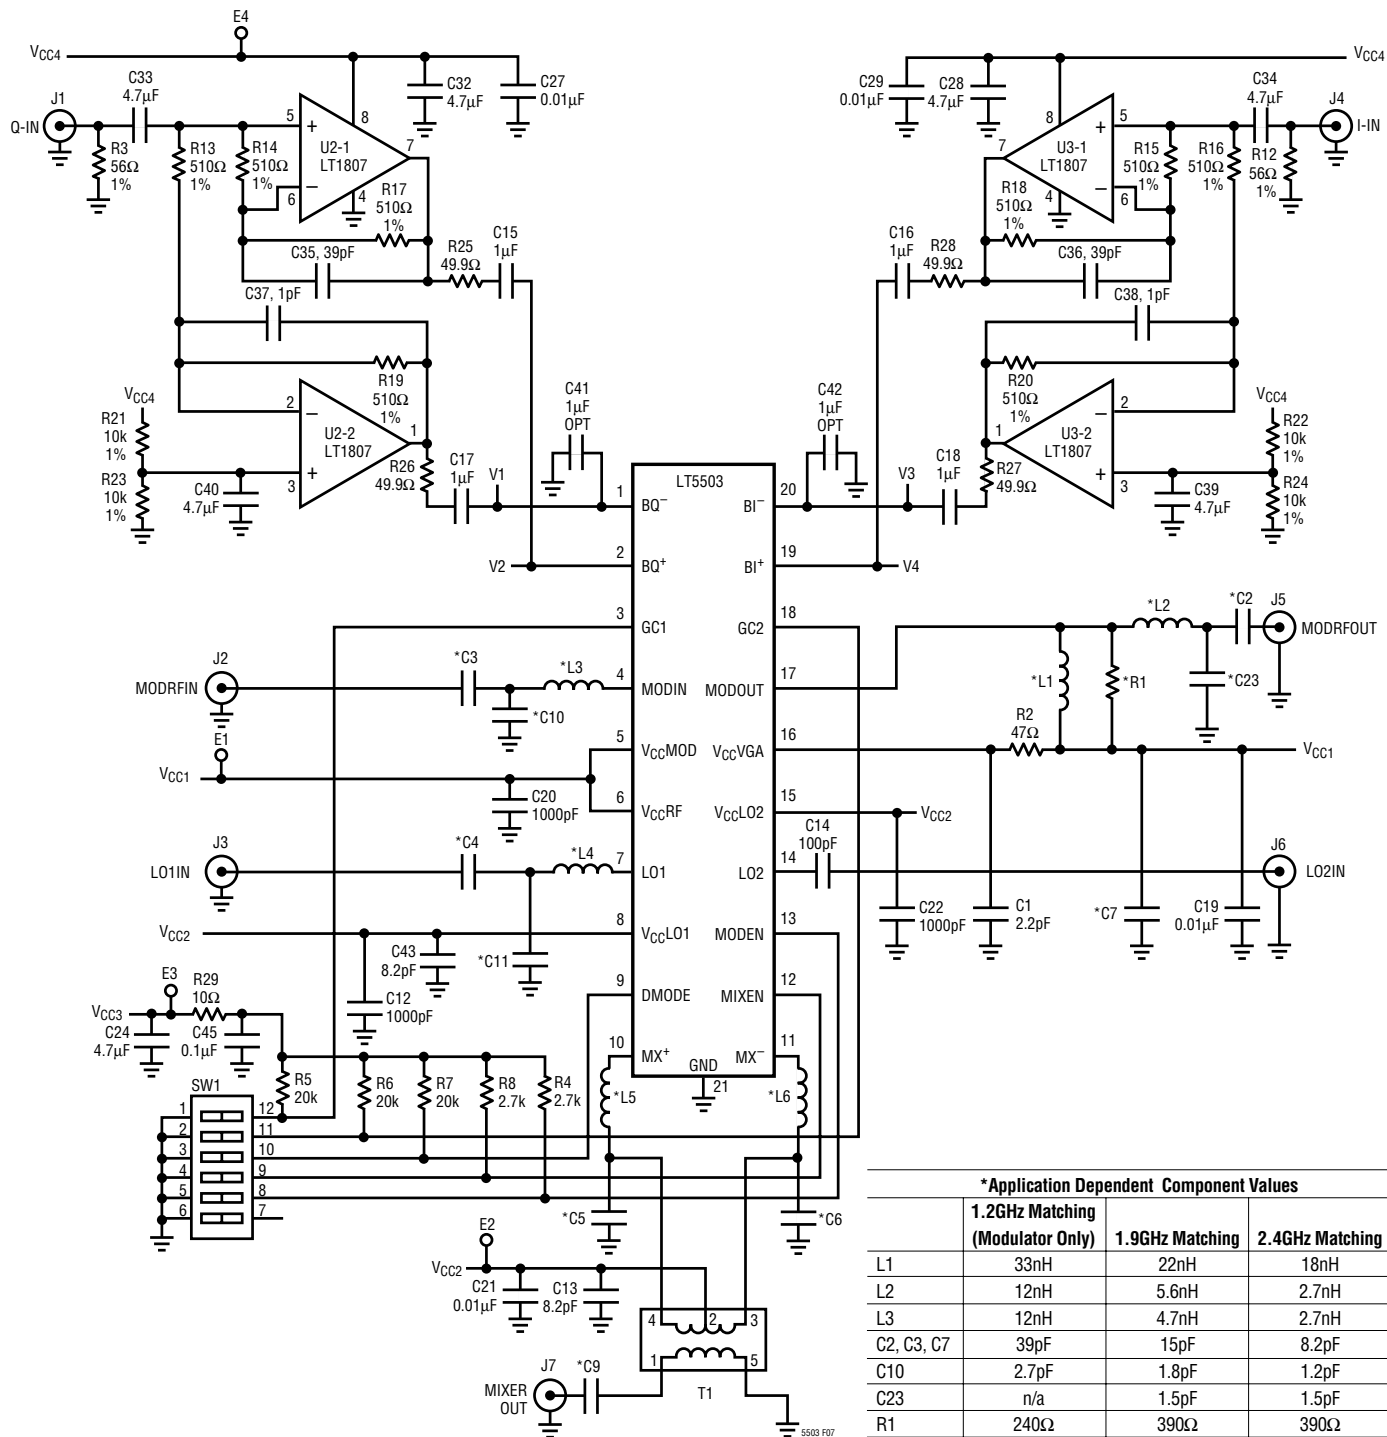 E4
VCC4
C33
4.7µF
C32
4.7µF
C27
0.01µF
J1
Q-IN
R3
56Ω
1%
R13
510Ω
1%
R14
510Ω
1%
5
+
8
U2-1
LT1807
7
−
6
4
R17
510Ω
1%
C35, 39pF
R25
49.9Ω
C15
1µF
C37, 1pF
R19
510Ω
1%
VCC4
R21
10k
1%
R23
10k
1%
C40
4.7µF
2
−
U2-2
LT1807
1
+
3
R26
49.9Ω
C17
1µF
V1
V2
C41
1µF
OPT
VCC4
C29
0.01µF
C28
4.7µF
C34
4.7µF
J4
I-IN
8
5
+
7
U3-1
LT1807
R15
510Ω
1%
R16
510Ω
1%
R12
56Ω
1%
4
−
6
R18
510Ω
1%
C16
1µF
R28
49.9Ω
C36, 39pF
C38, 1pF
R20
510Ω
1%
C42
1µF
OPT
VCC4
R22
10k
1%
R24
10k
1%
−
2
1
U3-2
LT1807
+
3
C39
4.7µF
C18
1µF
R27
49.9Ω
V3
V4
LT5503
1
BQ−
20
BI−
2
BQ+
19
BI+
3
GC1
18
GC2
4
MODIN
17
MODOUT
5
VCCMOD
16
VCCVGA
6
VCCRF
15
VCCLO2
7
LO1
14
LO2
8
VCCLO1
13
MODEN
9
DMODE
12
MIXEN
10
MX+
11
MX−
GND
21
J2
MODRFIN
*C3
*L3
*C10
E1
VCC1
C20
1000pF
J3
LO1IN
*C4
*L4
*C11
VCC2
C43
8.2pF
C12
1000pF
E3
VCC3
R29
10Ω
C24
4.7µF
C45
0.1µF
R5
20k
R6
20k
R7
20k
R8
2.7k
R4
2.7k
SW1
1
12
2
11
3
10
4
9
5
8
6
7
*L2
*C2
J5
MODRFOUT
*L1
*R1
*C23
R2
47Ω
VCC1
VCC2
C14
100pF
J6
LO2IN
C22
1000pF
C1
2.2pF
*C7
C19
0.01µF
*L5
*L6
*C5
*C6
E2
VCC2
C21
0.01µF
C13
8.2pF
4
2
3
1
5
T1
J7
MIXER
OUT
*C9
5503 F07
*Application Dependent Component Values
1.2GHz Matching (Modulator Only) 1.9GHz Matching 2.4GHz Matching
L1 33nH 22nH 18nH
L2 12nH 5.6nH 2.7nH
L3 12nH 4.7nH 2.7nH
C2, C3, C7 39pF 15pF 8.2pF
C10 2.7pF 1.8pF 1.2pF
C23 n/a 1.5pF 1.5pF
R1 240Ω 390Ω 390Ω